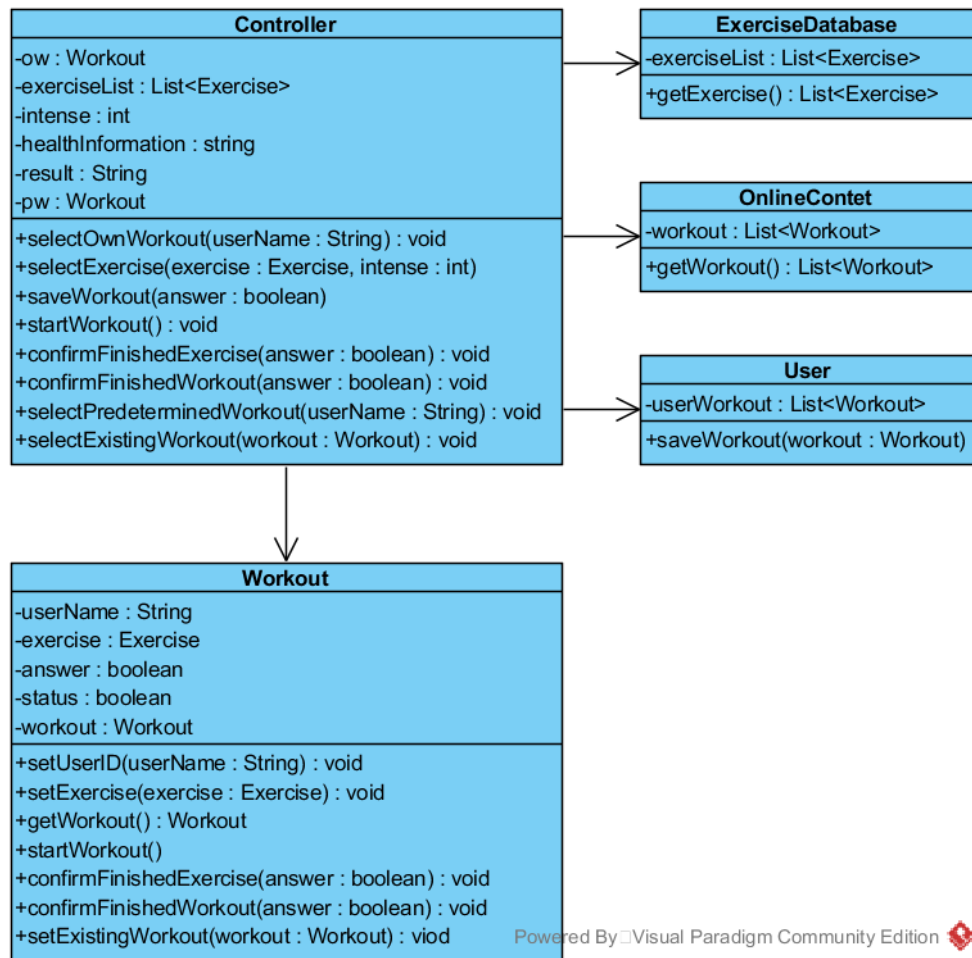 Controller
-ow : Workout
-exerciseList : List<Exercise>
-intense : int
-healthInformation : string
-result : String
-pw : Workout
+selectOwnWorkout(userName : String) : void
+selectExercise(exercise : Exercise, intense : int)
+saveWorkout(answer : boolean)
+startWorkout() : void
+confirmFinishedExercise(answer : boolean) : void
+confirmFinishedWorkout(answer : boolean) : void
+selectPredeterminedWorkout(userName : String) : void
+selectExistingWorkout(workout : Workout) : void
ExerciseDatabase
-exerciseList : List<Exercise>
+getExercise() : List<Exercise>
OnlineContet
-workout : List<Workout>
+getWorkout() : List<Workout>
User
-userWorkout : List<Workout>
+saveWorkout(workout : Workout)
Workout
-userName : String
-exercise : Exercise
-answer : boolean
-status : boolean
-workout : Workout
+setUserID(userName : String) : void
+setExercise(exercise : Exercise) : void
+getWorkout() : Workout
+startWorkout()
+confirmFinishedExercise(answer : boolean) : void
+confirmFinishedWorkout(answer : boolean) : void
+setExistingWorkout(workout : Workout) : viod
Powered By Visual Paradigm Community Edition